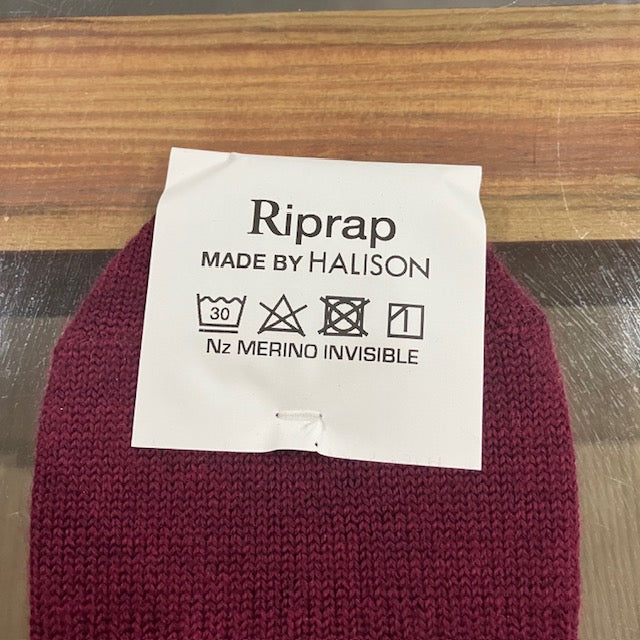 Riprap
MADE BY HALISON
30
Nz MERINO INVISIBLE